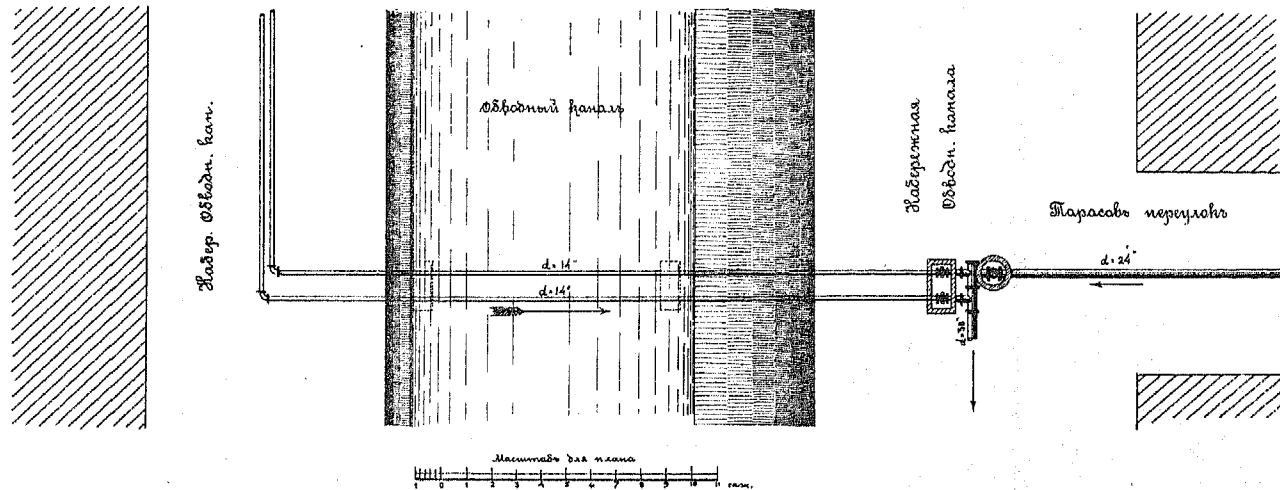 Набер. Обводн. кан.
Обводный каналъ
Набережная
Обводн. канала
Тарасовъ переулокъ
d=14"
d=14"
d=24"
d=30"
Масштабъ для плана
1 0 1 2 3 4 5 6 7 8 9 10 11 саж.